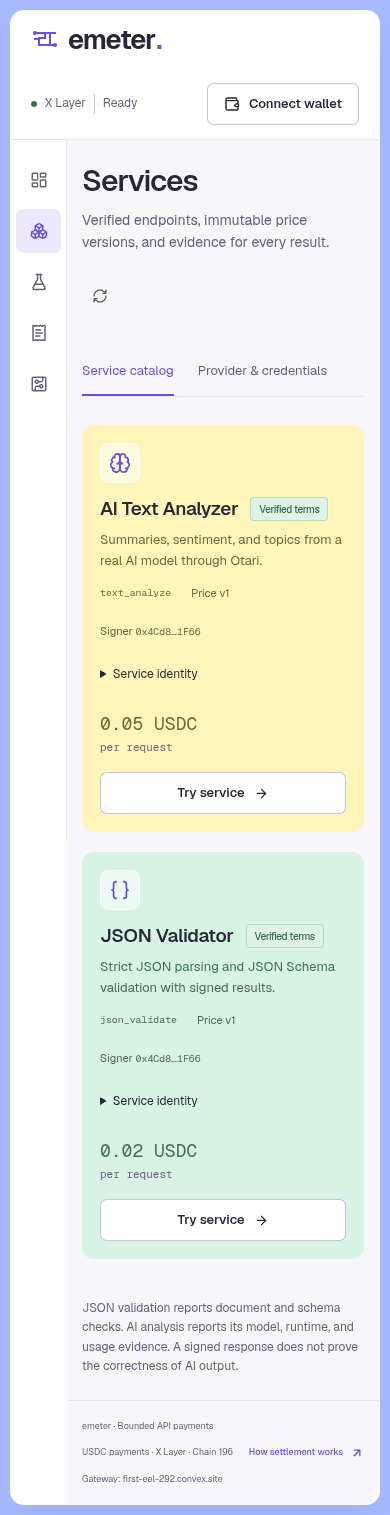 emeter.
X Layer
Ready
Connect wallet
Services
Verified endpoints, immutable price
versions, and evidence for every result.
Service catalog
Provider & credentials
AI Text Analyzer
Verified terms
Summaries, sentiment, and topics from a
real AI model through Otari.
text_analyze
Price v1
Signer 0x4Cd8…1F66
Service identity
0.05 USDC
per request
Try service
JSON Validator
Verified terms
Strict JSON parsing and JSON Schema
validation with signed results.
json_validate
Price v1
Signer 0x4Cd8…1F66
Service identity
0.02 USDC
per request
Try service
JSON validation reports document and schema
checks. AI analysis reports its model, runtime, and
usage evidence. A signed response does not prove
the correctness of AI output.
emeter · Bounded API payments
USDC payments · X Layer · Chain 196
How settlement works
Gateway: first-eel-292.convex.site